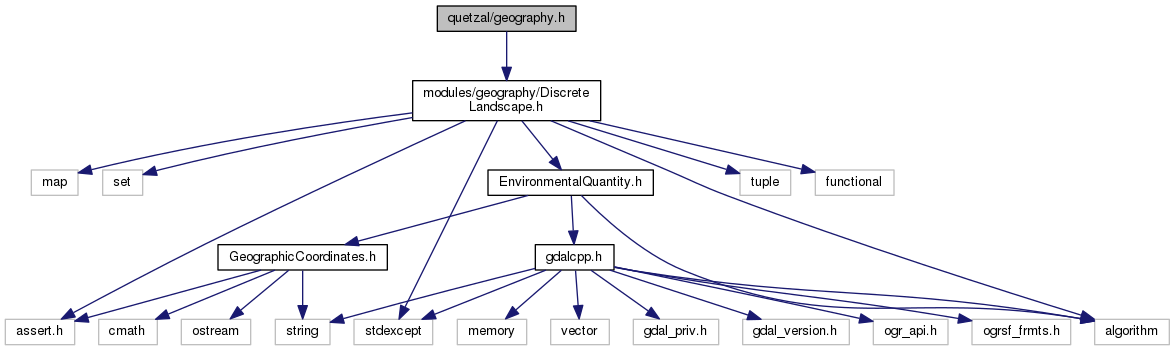 quetzal/geography.h
modules/geography/Discrete
Landscape.h
map
set
EnvironmentalQuantity.h
tuple
functional
GeographicCoordinates.h
gdalcpp.h
assert.h
cmath
ostream
string
stdexcept
memory
vector
gdal_priv.h
gdal_version.h
ogr_api.h
ogrsf_frmts.h
algorithm